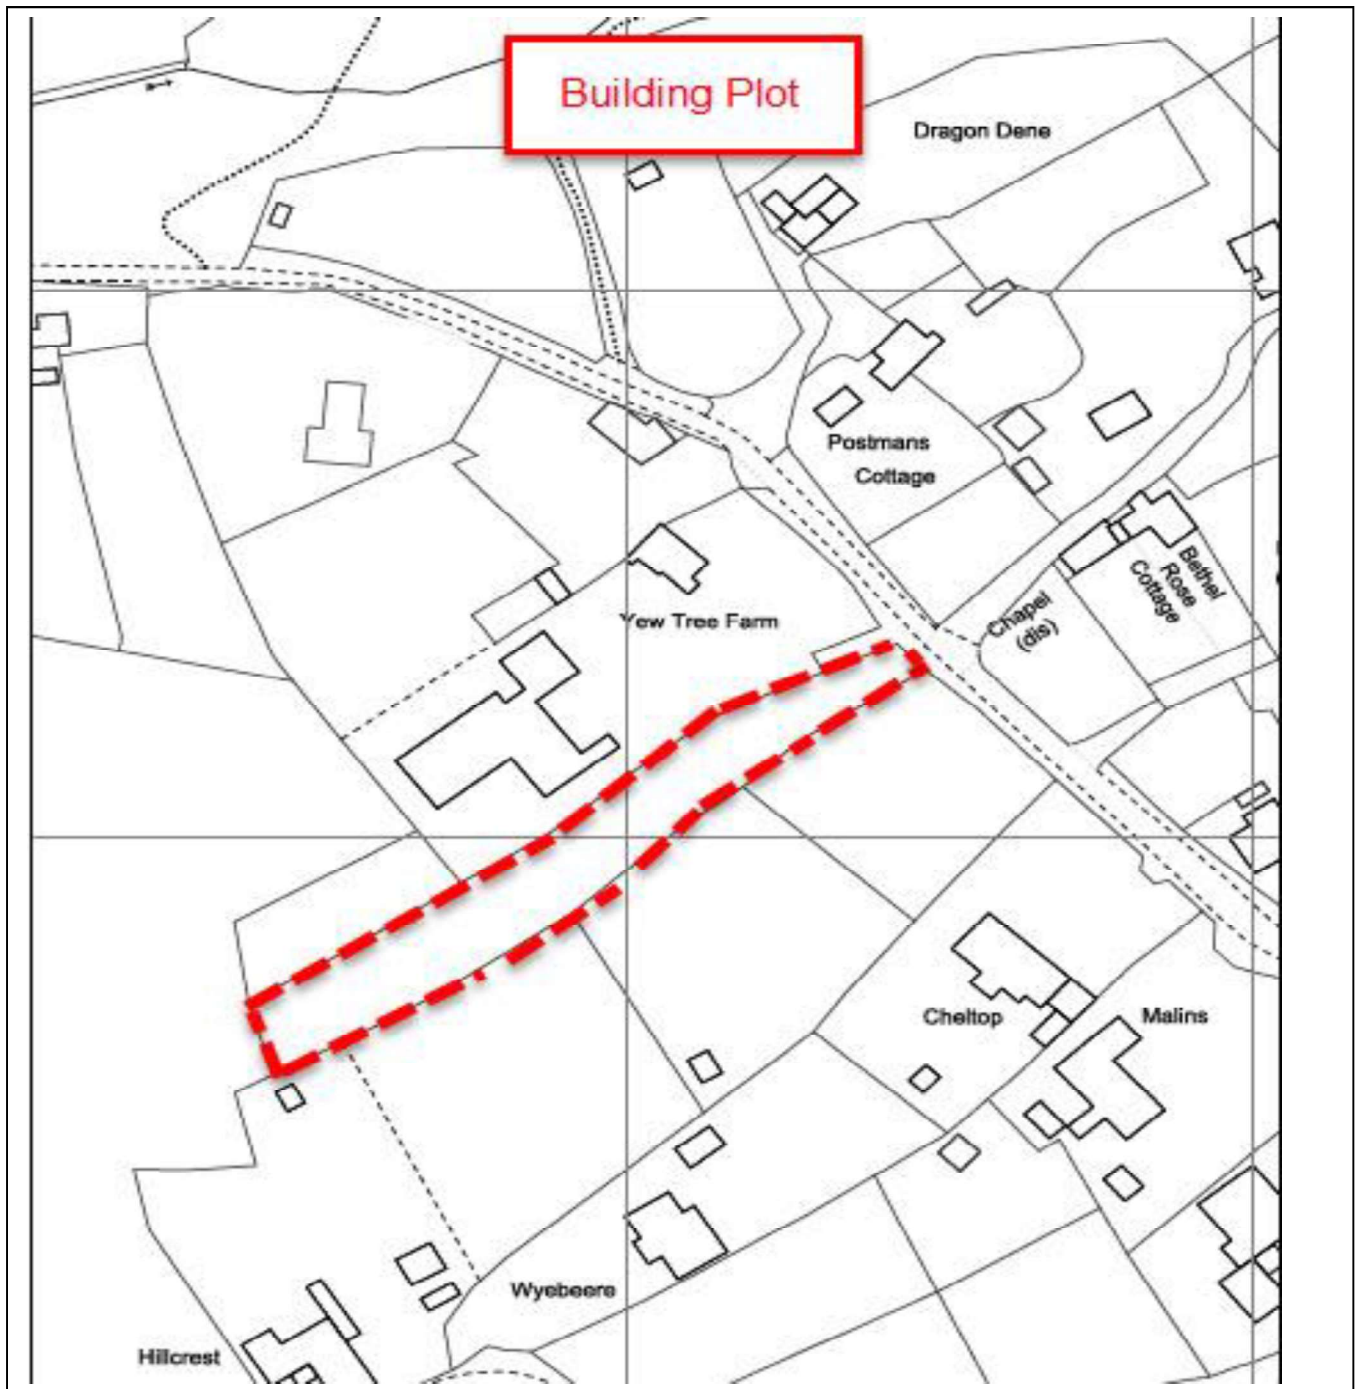 Building Plot
Dragon Dene
Postmans
Cottage
Bethel
Rose
Cottage
Chapel
(dis)
Yew Tree Farm
Cheltop
Malins
Wyebeere
Hillcrest